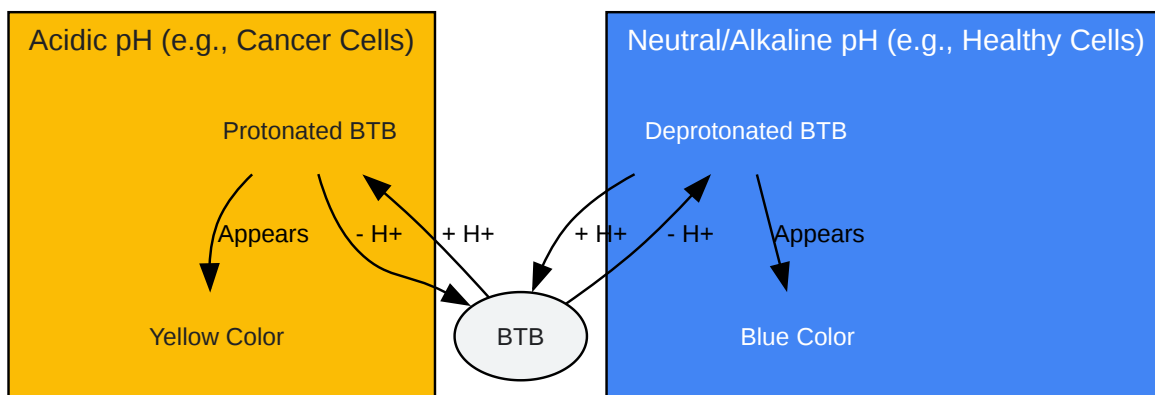 Acidic pH (e.g., Cancer Cells)
Neutral/Alkaline pH (e.g., Healthy Cells)
Protonated BTB
Deprotonated BTB
Appears
- H+
+ H+
+ H+
- H+
Appears
Yellow Color
BTB
Blue Color